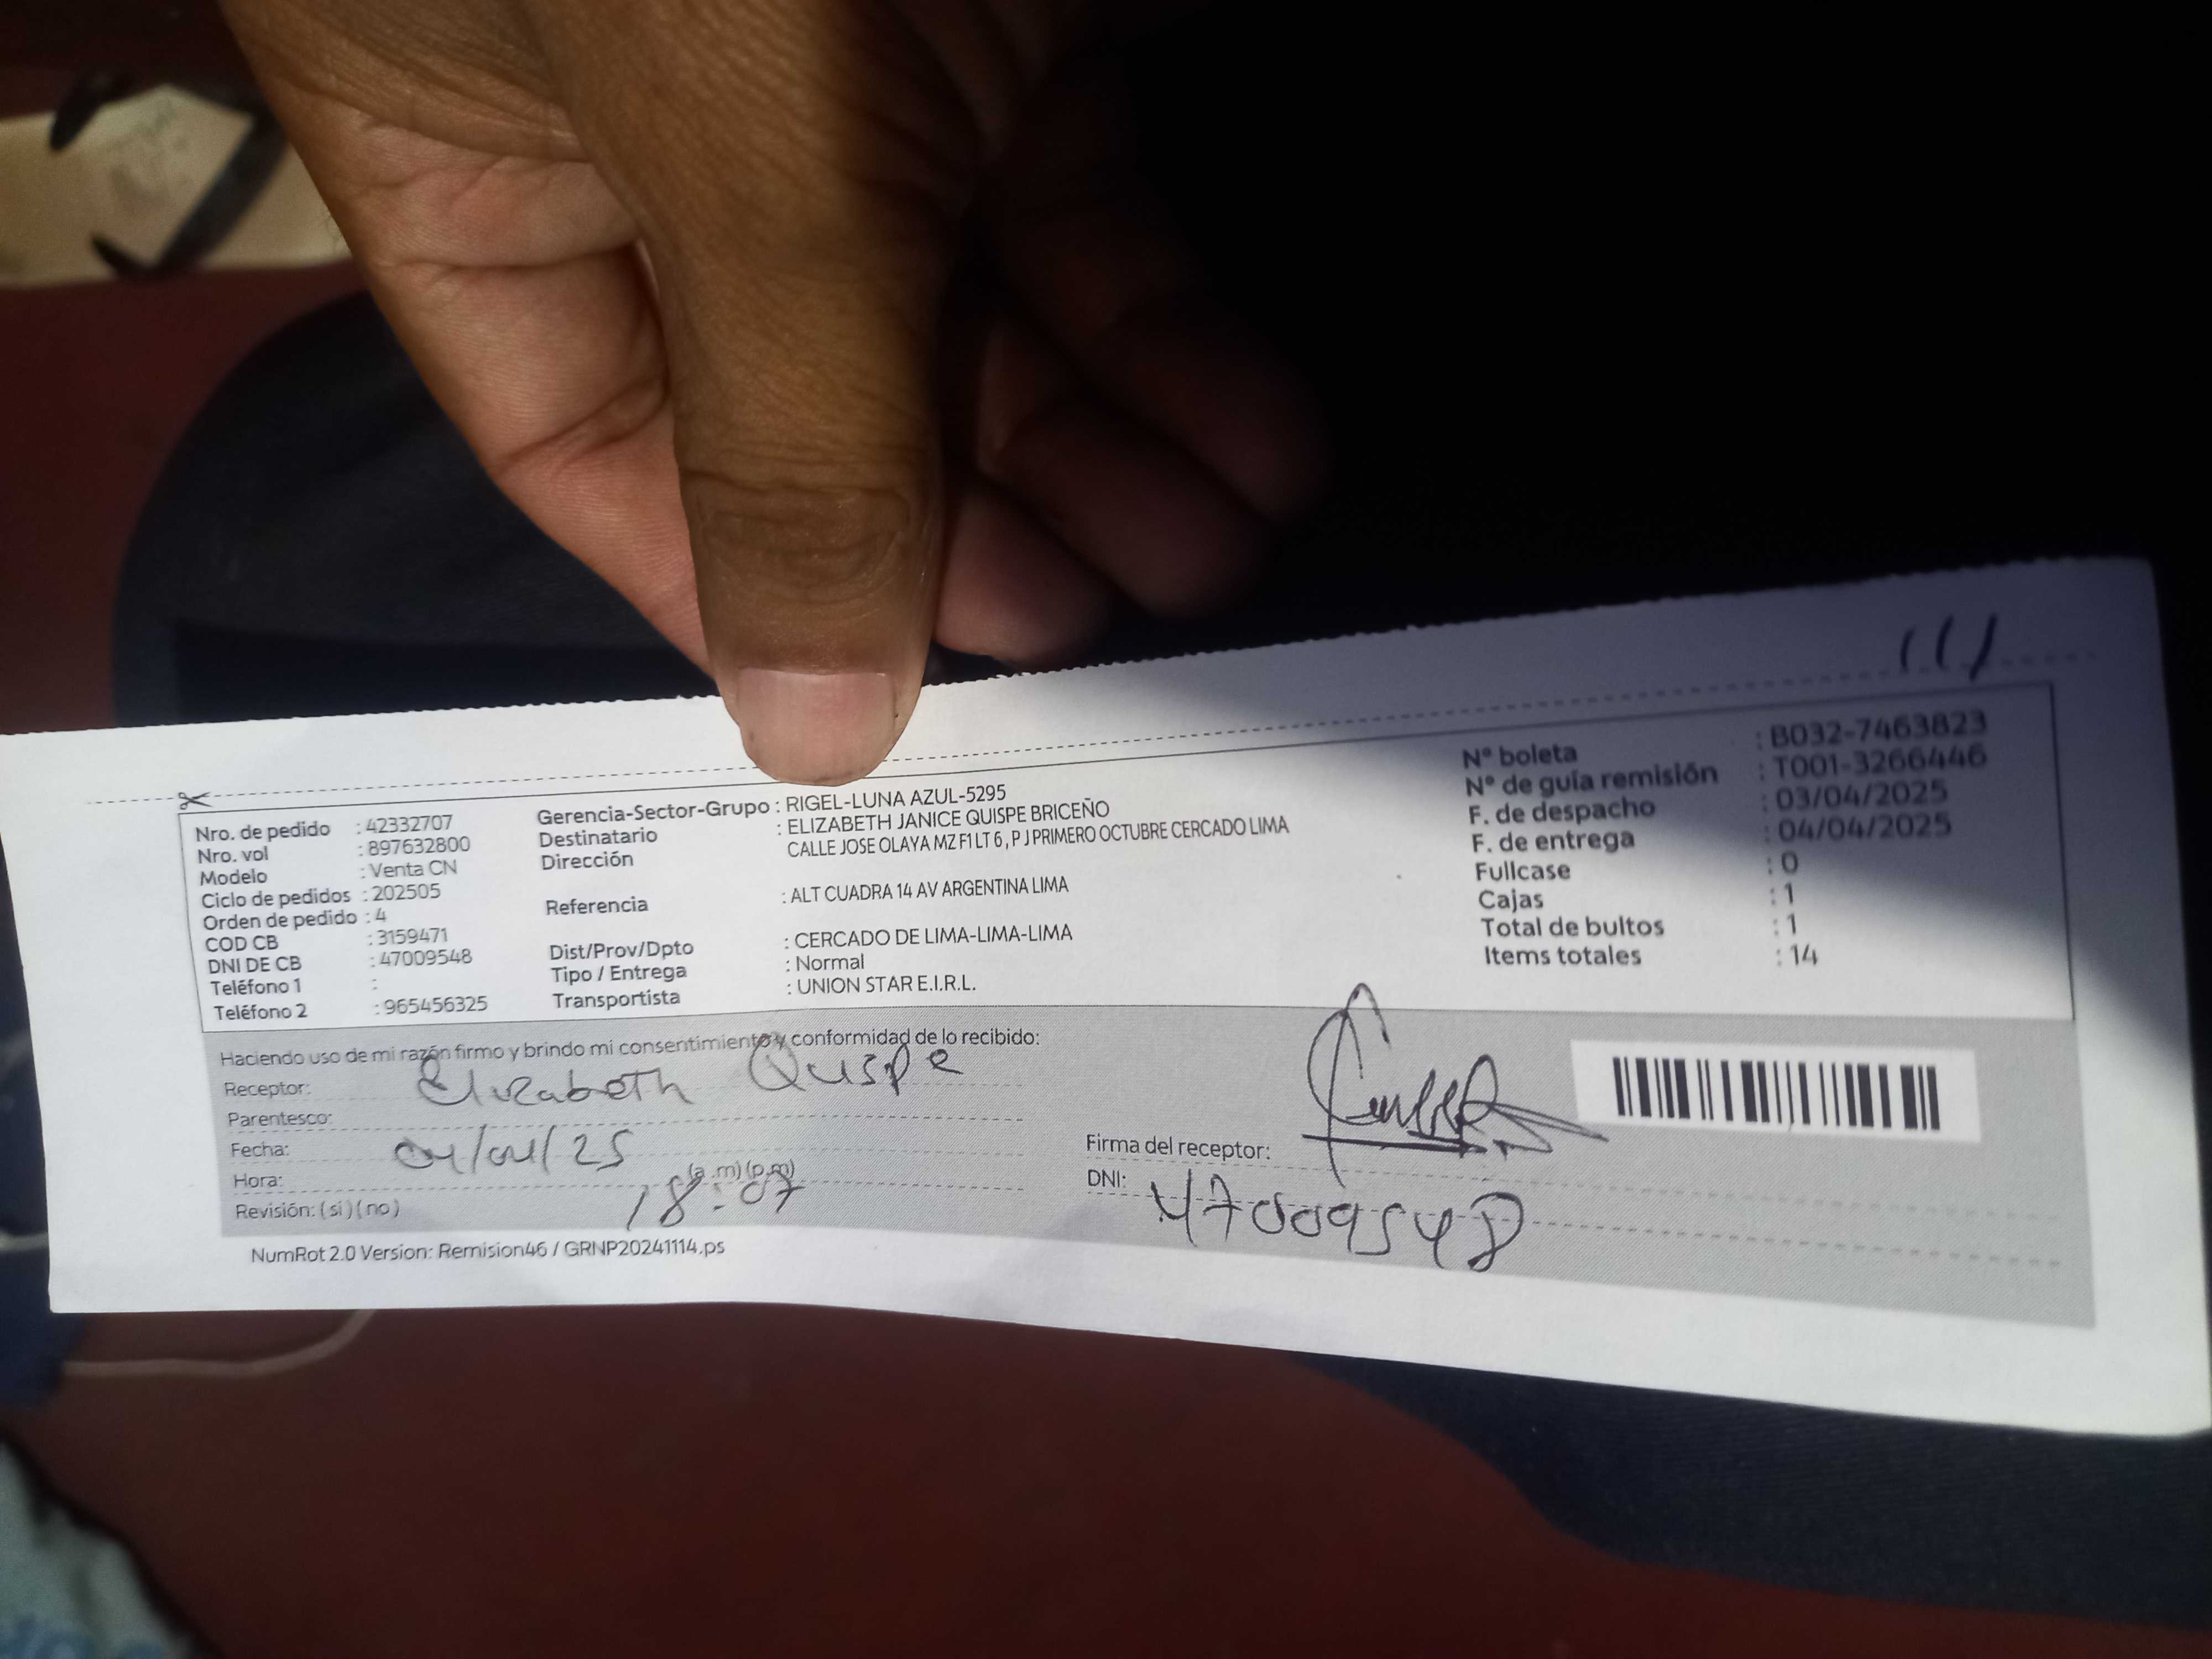 Nro. de pedido : 42332707
Nro. vol : 897632800
Modelo : Venta CN
Ciclo de pedidos : 202505
Orden de pedido : 4
COD CB : 3159471
DNI DE CB : 47009548
Teléfono 1 :
Teléfono 2 : 965456325
Gerencia-Sector-Grupo : RIGEL-LUNA AZUL-5295
Destinatario : ELIZABETH JANICE QUISPE BRICEÑO
Dirección CALLE JOSE OLAYA MZ F1 LT 6 , P J PRIMERO OCTUBRE CERCADO LIMA
Referencia : ALT CUADRA 14 AV ARGENTINA LIMA
Dist/Prov/Dpto : CERCADO DE LIMA-LIMA-LIMA
Tipo / Entrega : Normal
Transportista : UNION STAR E.I.R.L.
N° boleta : B032-7463823
N° de guía remisión : T001-3266446
F. de despacho : 03/04/2025
F. de entrega : 04/04/2025
Fullcase : 0
Cajas : 1
Total de bultos : 1
Items totales : 14
Haciendo uso de mi razón firmo y brindo mi consentimiento y conformidad de lo recibido:
Receptor: Elizabeth Quispe
Parentesco:
Fecha: 04/04/25
Hora: 18:07 (a .m) (p.m)
Revisión: ( si ) ( no )
Firma del receptor:
DNI: 47009548
NumRot 2.0 Version: Remision46 / GRNP20241114.ps